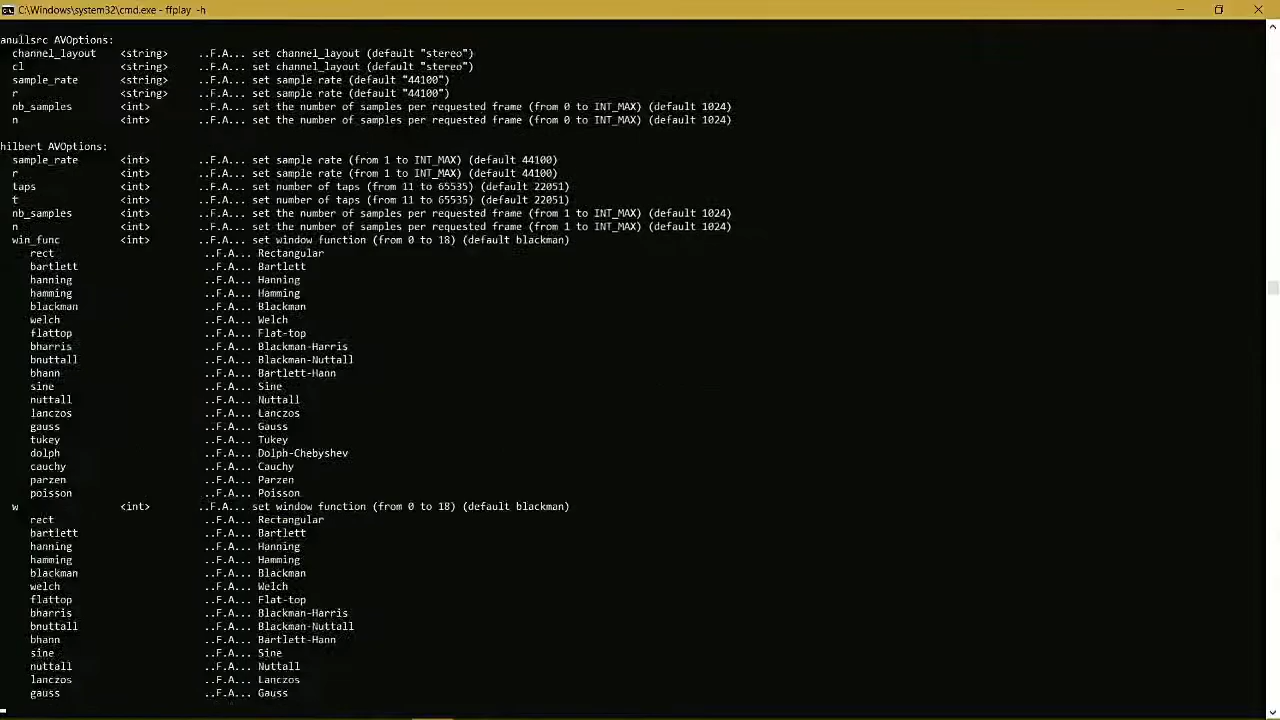 C:\Windows\system32\cmd.exe - ffplay -h
anullsrc AVOptions:
channel_layout <string> ..F.A... set channel_layout (default "stereo")
cl <string> ..F.A... set channel_layout (default "stereo")
sample_rate <string> ..F.A... set sample rate (default "44100")
r <string> ..F.A... set sample rate (default "44100")
nb_samples <int> ..F.A... set the number of samples per requested frame (from 0 to INT_MAX) (default 1024)
n <int> ..F.A... set the number of samples per requested frame (from 0 to INT_MAX) (default 1024)
hilbert AVOptions:
sample_rate <int> ..F.A... set sample rate (from 1 to INT_MAX) (default 44100)
r <int> ..F.A... set sample rate (from 1 to INT_MAX) (default 44100)
taps <int> ..F.A... set number of taps (from 11 to 65535) (default 22051)
t <int> ..F.A... set number of taps (from 11 to 65535) (default 22051)
nb_samples <int> ..F.A... set the number of samples per requested frame (from 1 to INT_MAX) (default 1024)
n <int> ..F.A... set the number of samples per requested frame (from 1 to INT_MAX) (default 1024)
win_func <int> ..F.A... set window function (from 0 to 18) (default blackman)
rect ..F.A... Rectangular
bartlett ..F.A... Bartlett
hanning ..F.A... Hanning
hamming ..F.A... Hamming
blackman ..F.A... Blackman
welch ..F.A... Welch
flattop ..F.A... Flat-top
bharris ..F.A... Blackman-Harris
bnuttall ..F.A... Blackman-Nuttall
bhann ..F.A... Bartlett-Hann
sine ..F.A... Sine
nuttall ..F.A... Nuttall
lanczos ..F.A... Lanczos
gauss ..F.A... Gauss
tukey ..F.A... Tukey
dolph ..F.A... Dolph-Chebyshev
cauchy ..F.A... Cauchy
parzen ..F.A... Parzen
poisson ..F.A... Poisson
w <int> ..F.A... set window function (from 0 to 18) (default blackman)
rect ..F.A... Rectangular
bartlett ..F.A... Bartlett
hanning ..F.A... Hanning
hamming ..F.A... Hamming
blackman ..F.A... Blackman
welch ..F.A... Welch
flattop ..F.A... Flat-top
bharris ..F.A... Blackman-Harris
bnuttall ..F.A... Blackman-Nuttall
bhann ..F.A... Bartlett-Hann
sine ..F.A... Sine
nuttall ..F.A... Nuttall
lanczos ..F.A... Lanczos
gauss ..F.A... Gauss